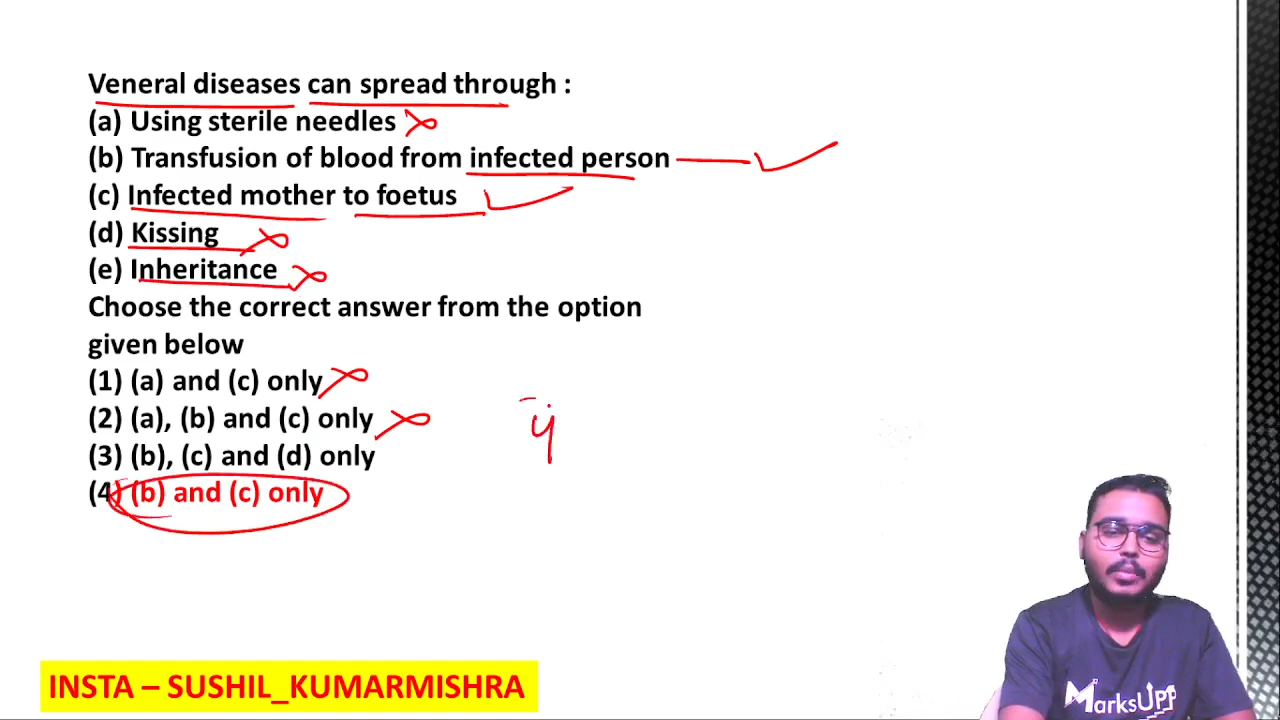 Veneral diseases can spread through :
(a) Using sterile needles
(b) Transfusion of blood from infected person
(c) Infected mother to foetus
(d) Kissing
(e) Inheritance
Choose the correct answer from the option
given below
(1) (a) and (c) only
(2) (a), (b) and (c) only
(3) (b), (c) and (d) only
(4) (b) and (c) only
INSTA – SUSHIL_KUMARMISHRA
MarksUPP